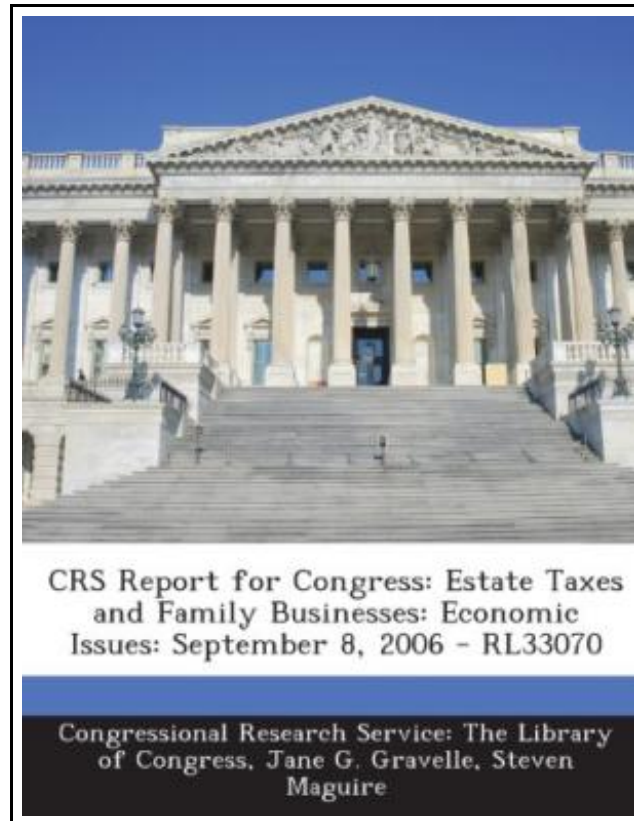 CRS Report for Congress: Estate Taxes
and Family Businesses: Economic
Issues: September 8, 2006 - RL33070
Congressional Research Service: The Library
of Congress, Jane G. Gravelle, Steven
Maguire